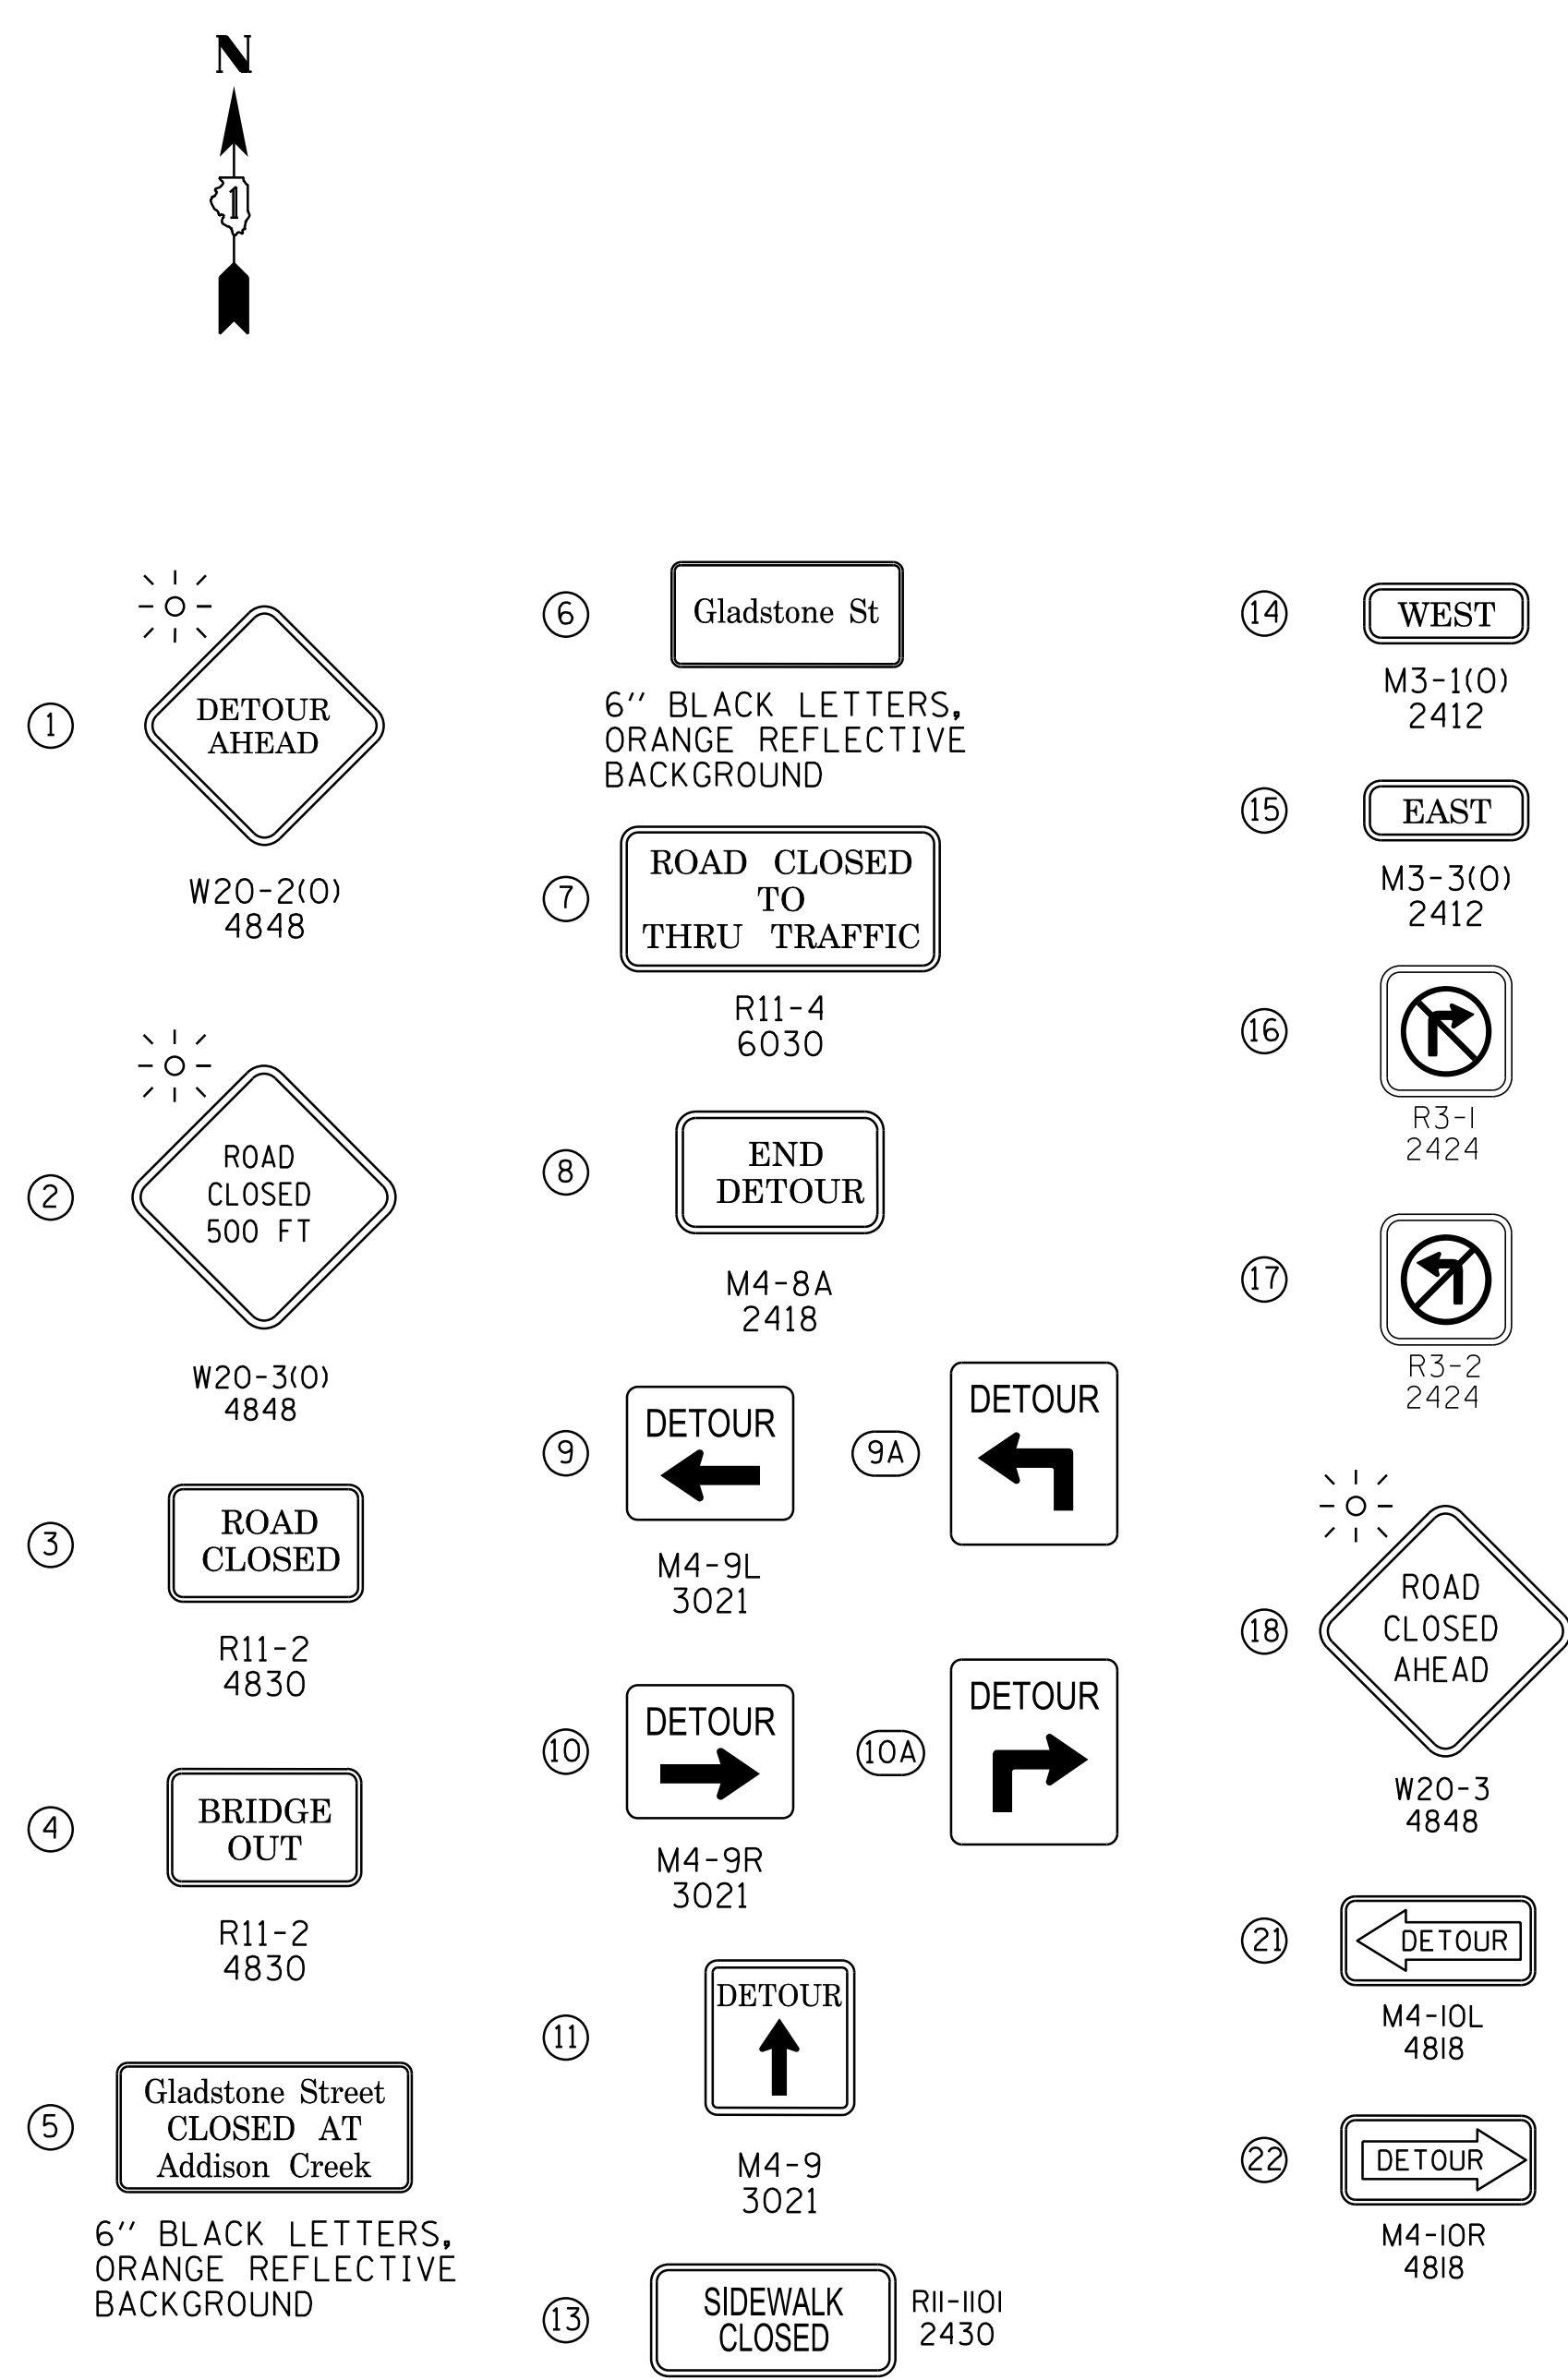 N
1
1
DETOUR
AHEAD
W20-2(O)
4848
2
ROAD
CLOSED
500 FT
W20-3(O)
4848
3
ROAD
CLOSED
R11-2
4830
4
BRIDGE
OUT
R11-2
4830
5
Gladstone Street
CLOSED AT
Addison Creek
6'' BLACK LETTERS,
ORANGE REFLECTIVE
BACKGROUND
6
Gladstone St
6'' BLACK LETTERS,
ORANGE REFLECTIVE
BACKGROUND
7
ROAD CLOSED
TO
THRU TRAFFIC
R11-4
6030
8
END
DETOUR
M4-8A
2418
9
DETOUR
M4-9L
3021
9A
DETOUR
10
DETOUR
M4-9R
3021
10A
DETOUR
11
DETOUR
M4-9
3021
13
SIDEWALK
CLOSED
R11-1101
2430
14
WEST
M3-1(O)
2412
15
EAST
M3-3(O)
2412
16
R3-1
2424
17
R3-2
2424
18
ROAD
CLOSED
AHEAD
W20-3
4848
21
DETOUR
M4-10L
4818
22
DETOUR
M4-10R
4818